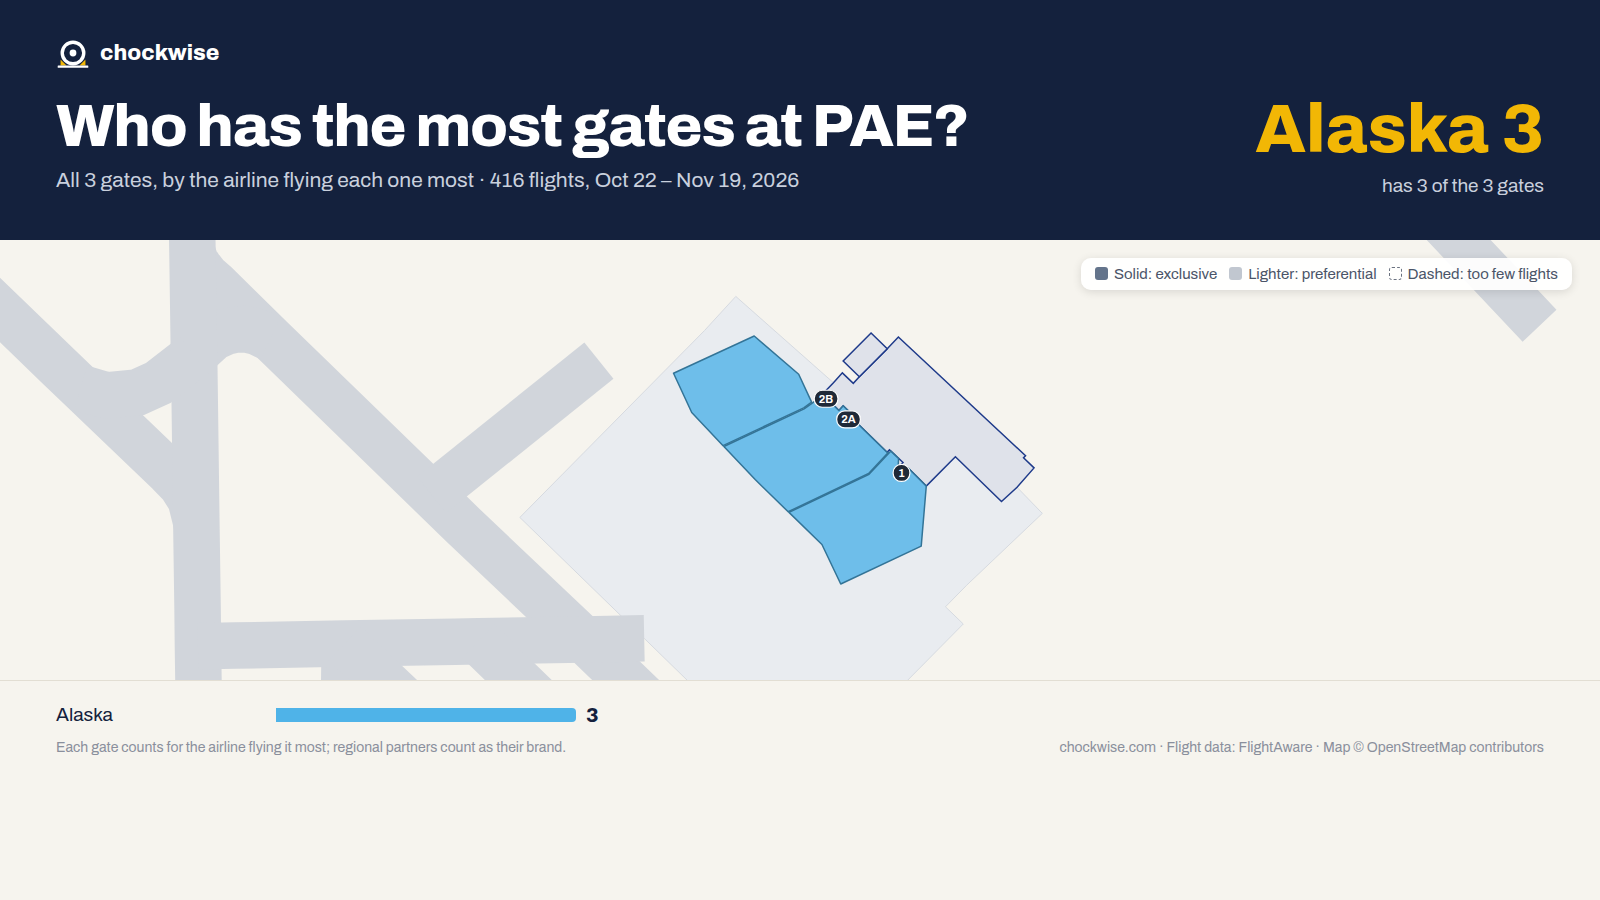 chockwise
Who has the most gates at PAE?
All 3 gates, by the airline flying each one most · 416 flights, Oct 22 – Nov 19, 2026
Alaska 3
has 3 of the 3 gates
Solid: exclusive
Lighter: preferential
Dashed: too few flights
2B
2A
1
Alaska
3
Each gate counts for the airline flying it most; regional partners count as their brand.
chockwise.com · Flight data: FlightAware · Map © OpenStreetMap contributors